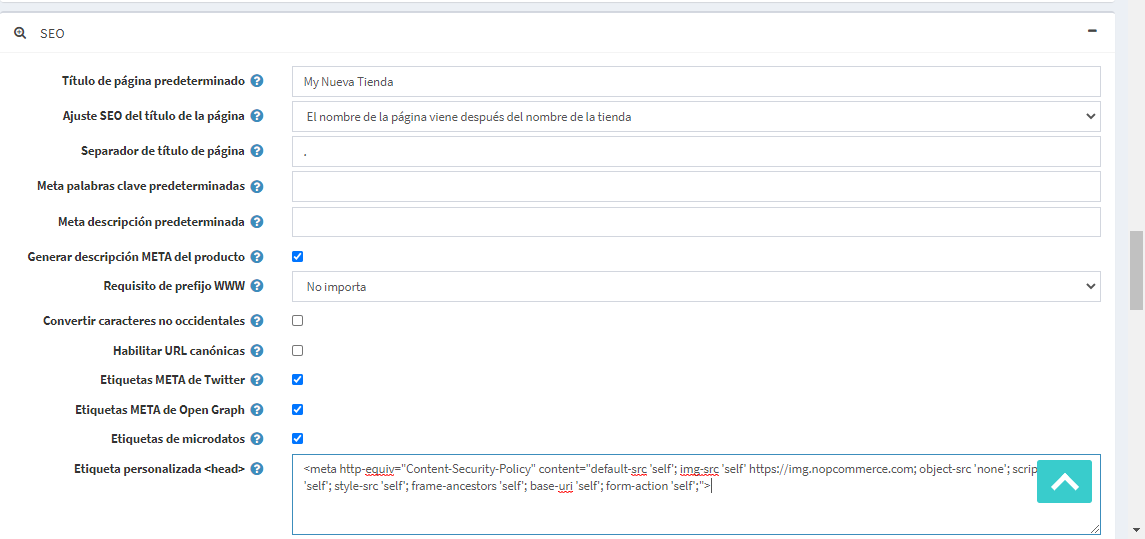 SEO
Título de página predeterminado My Nueva Tienda
Ajuste SEO del título de la página El nombre de la página viene después del nombre de la tienda
Separador de título de página .
Meta palabras clave predeterminadas
Meta descripción predeterminada
Generar descripción META del producto
Requisito de prefijo WWW No importa
Convertir caracteres no occidentales
Habilitar URL canónicas
Etiquetas META de Twitter
Etiquetas META de Open Graph
Etiquetas de microdatos
Etiqueta personalizada <head> <meta http-equiv="Content-Security-Policy" content="default-src 'self'; img-src 'self' https://img.nopcommerce.com; object-src 'none';
'self'; style-src 'self'; frame-ancestors 'self'; base-uri 'self'; form-action 'self';">